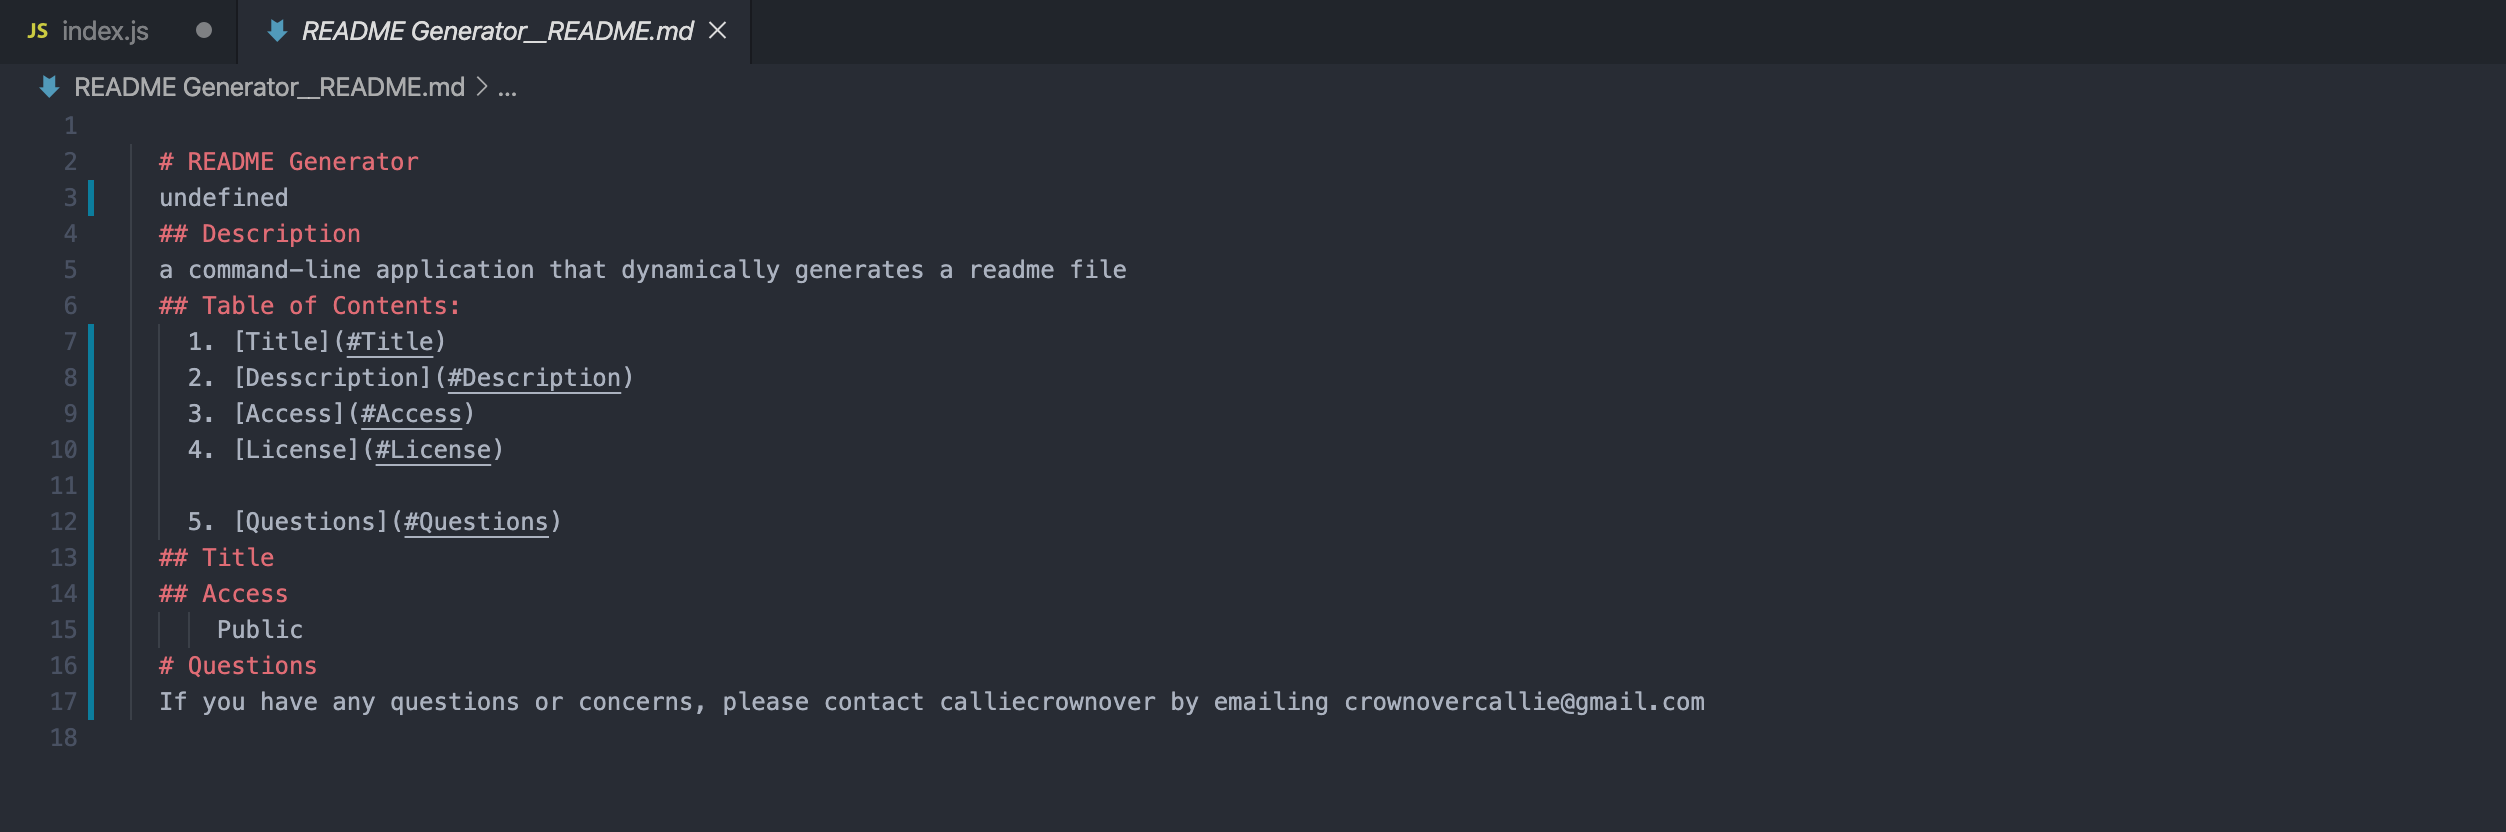 JS index.js ● README Generator__README.md ×
README Generator__README.md > ...
1
2 # README Generator
3 undefined
4 ## Description
5 a command-line application that dynamically generates a readme file
6 ## Table of Contents:
7 1. [Title](#Title)
8 2. [Desscription](#Description)
9 3. [Access](#Access)
10 4. [License](#License)
11
12 5. [Questions](#Questions)
13 ## Title
14 ## Access
15 Public
16 # Questions
17 If you have any questions or concerns, please contact calliecrownover by emailing crownovercallie@gmail.com
18